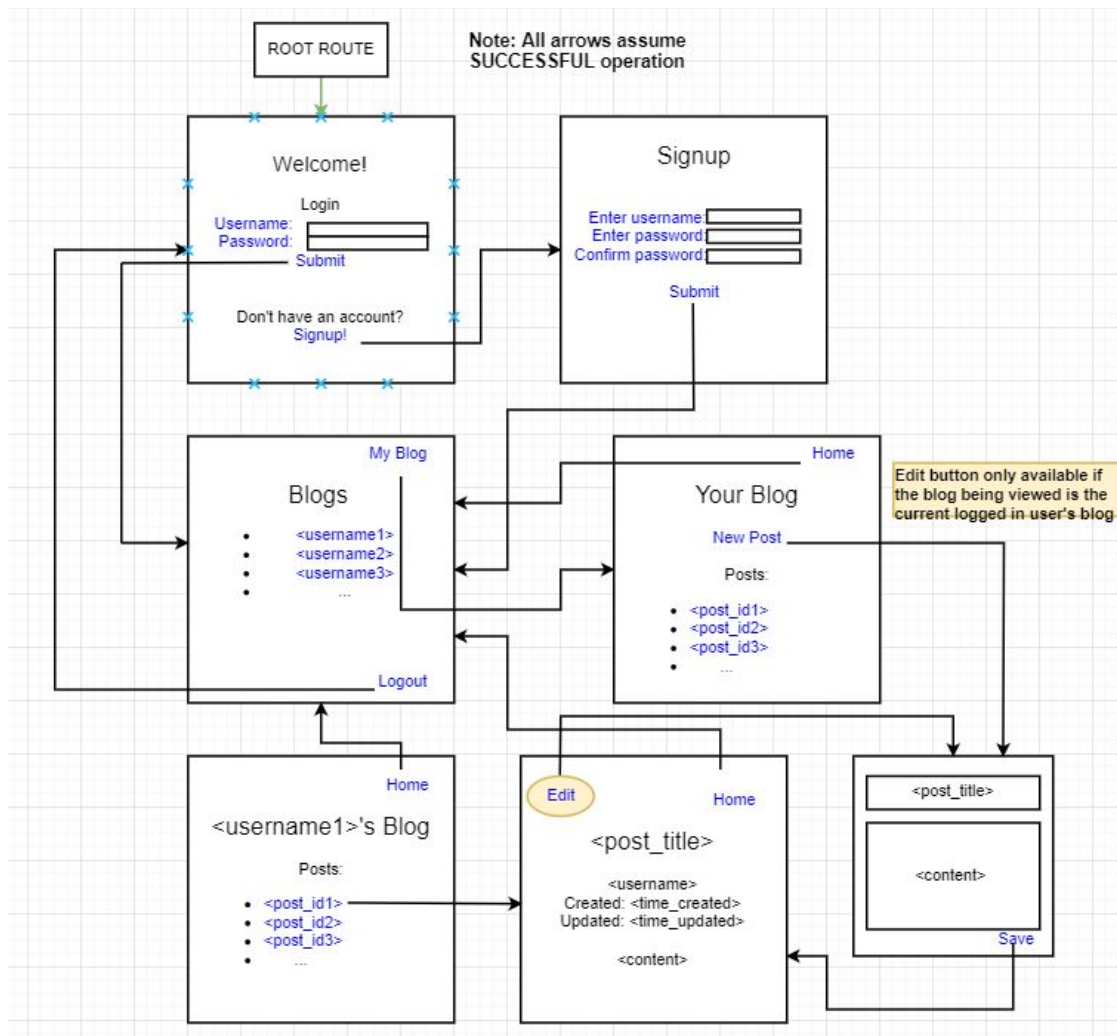 ROOT ROUTE
Note: All arrows assume
SUCCESSFUL operation
Welcome!
Login
Username:
Password:
Submit
Don't have an account?
Signup!
Signup
Enter username:
Enter password:
Confirm password:
Submit
My Blog
Blogs
<username1>
<username2>
<username3>
...
Logout
Home
Your Blog
New Post
Posts:
<post_id1>
<post_id2>
<post_id3>
...
Edit button only available if
the blog being viewed is the
current logged in user's blog
Home
<username1>'s Blog
Posts:
<post_id1>
<post_id2>
<post_id3>
...
Edit
Home
<post_title>
<username>
Created: <time_created>
Updated: <time_updated>
<content>
<post_title>
<content>
Save